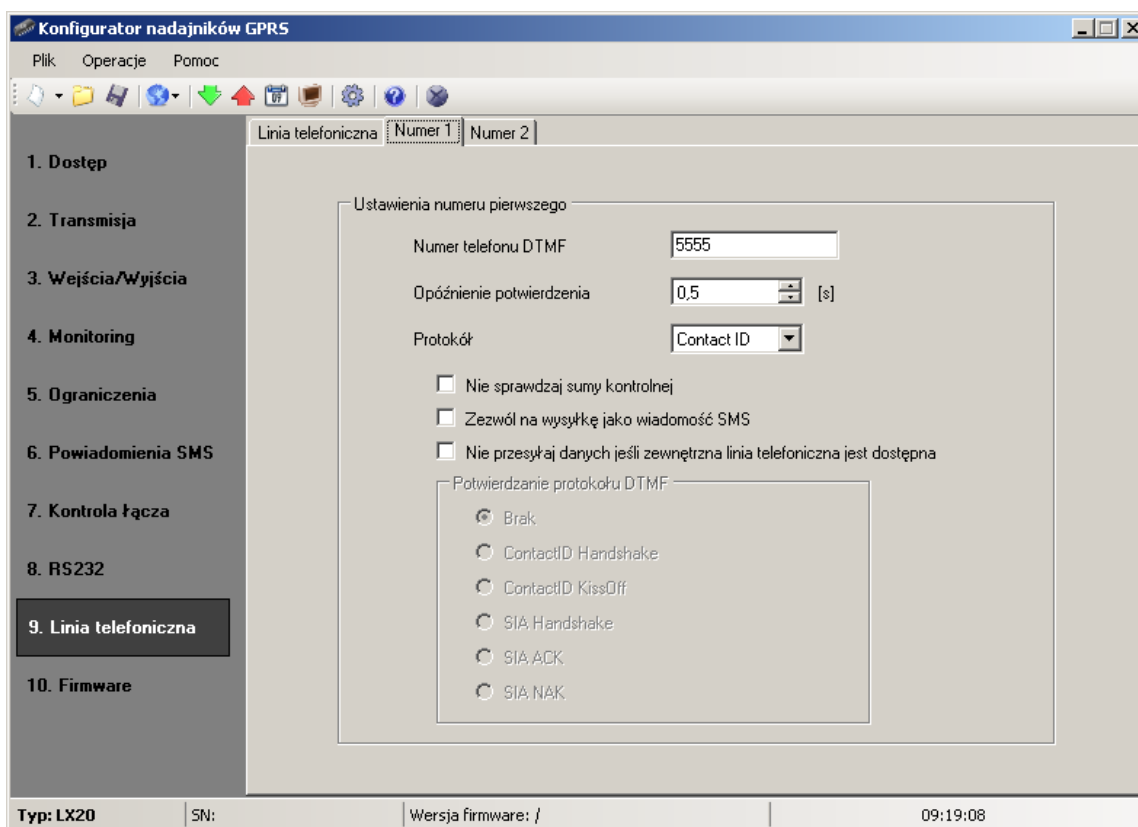 Konfigurator nadajników GPRS
Plik Operacje Pomoc
Linia telefoniczna Numer 1 Numer 2
1. Dostęp
2. Transmisja
3. Wejścia/Wyjścia
4. Monitoring
5. Ograniczenia
6. Powiadomienia SMS
7. Kontrola łącza
8. RS232
9. Linia telefoniczna
10. Firmware
Ustawienia numeru pierwszego
Numer telefonu DTMF 5555
Opóźnienie potwierdzenia 0,5 [s]
Protokół Contact ID
Nie sprawdzaj sumy kontrolnej
Zezwól na wysyłkę jako wiadomość SMS
Nie przesyłaj danych jeśli zewnętrzna linia telefoniczna jest dostępna
Potwierdzanie protokołu DTMF
Brak
ContactID Handshake
ContactID KissOff
SIA Handshake
SIA ACK
SIA NAK
Typ: LX20 SN: Wersja firmware: / 09:19:08